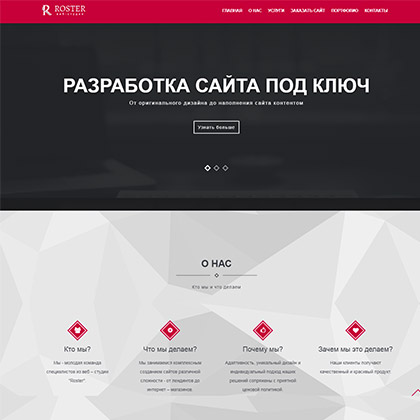 ROSTER
ВЕБ-СТУДИЯ
ГЛАВНАЯ О НАС УСЛУГИ ЗАКАЗАТЬ САЙТ ПОРТФОЛИО КОНТАКТЫ
РАЗРАБОТКА САЙТА ПОД КЛЮЧ
От оригинального дизайна до наполнения сайта контентом
Узнать больше
О НАС
Кто мы и что делаем
Кто мы?
Мы - молодая команда
специалистов из веб – студии
"Roster"
Что мы делаем?
Мы занимаемся комплексным
созданием сайтов различной
сложности - от лендингов до
интернет – магазинов.
Почему мы?
Адаптивность, уникальный дизайн и
индивидуальный подход к вашим
решениям сопряжены с приятной
ценовой политикой.
Зачем мы это делаем?
Наши клиенты получают
качественный и красивый продукт